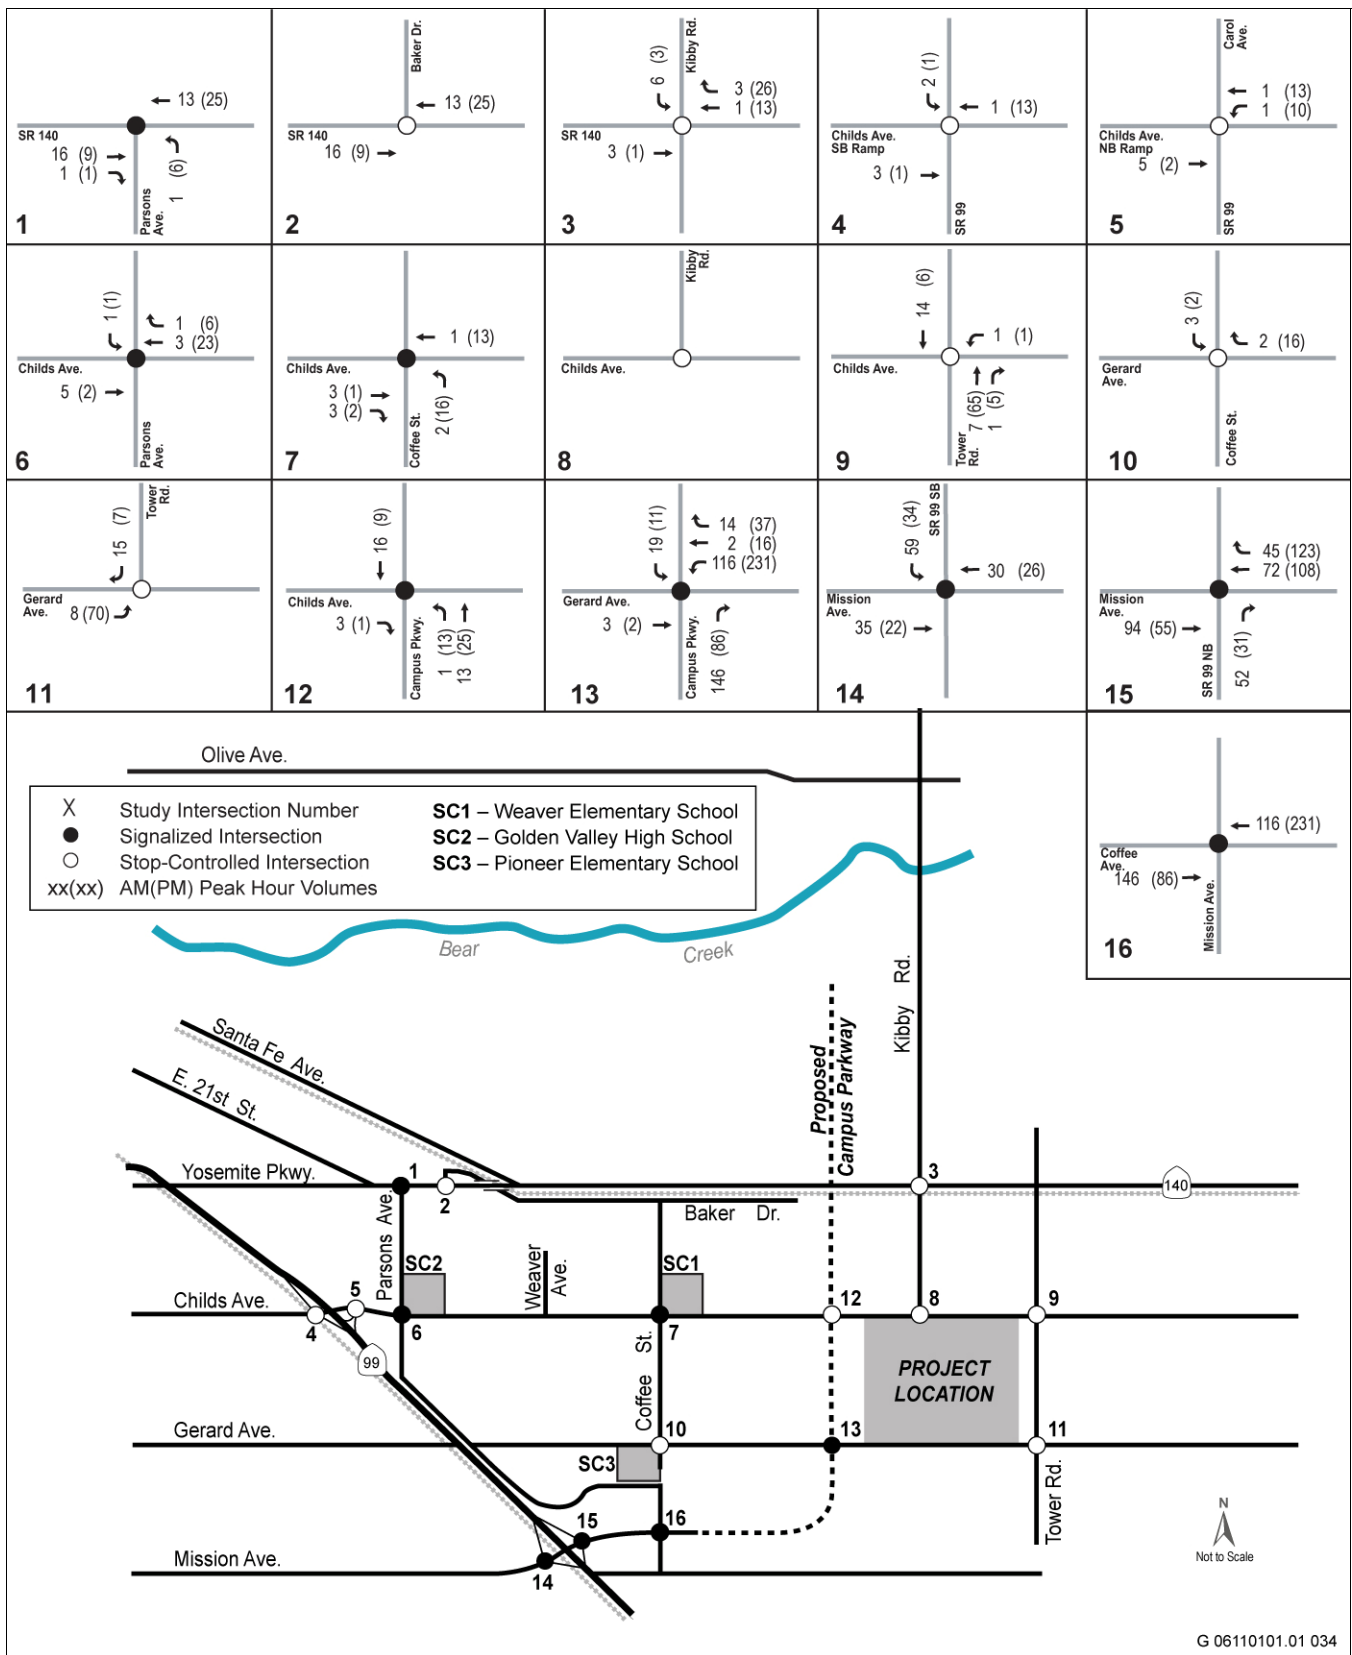 13 (25)
SR 140
16 (9)
1 (1)
1 (6)
Parsons
Ave.
1
Baker Dr.
13 (25)
SR 140
16 (9)
2
Kibby Rd.
6 (3)
3 (26)
1 (13)
SR 140
3 (1)
3
2 (1)
1 (13)
Childs Ave.
SB Ramp
3 (1)
SR 99
4
Carol
Ave.
1 (13)
1 (10)
Childs Ave.
NB Ramp
5 (2)
SR 99
5
1 (1)
1 (6)
3 (23)
Childs Ave.
5 (2)
Parsons
Ave.
6
1 (13)
Childs Ave.
3 (1)
3 (2)
2 (16)
Coffee St.
7
Kibby
Rd.
Childs Ave.
8
14 (6)
1 (1)
Childs Ave.
7 (65)
1 (5)
Tower
Rd.
9
3 (2)
2 (16)
Gerard
Ave.
Coffee St.
10
Tower
Rd.
15 (7)
Gerard
Ave.
8 (70)
11
16 (9)
Childs Ave.
3 (1)
1 (13)
13 (25)
Campus Pkwy.
12
19 (11)
14 (37)
2 (16)
116 (231)
Gerard Ave.
3 (2)
146 (86)
Campus Pkwy.
13
SR 99 SB
59 (34)
30 (26)
Mission
Ave.
35 (22)
14
45 (123)
72 (108)
Mission
Ave.
94 (55)
52 (31)
SR 99 NB
15
116 (231)
Coffee
Ave.
146 (86)
Mission Ave.
16
Olive Ave.
X Study Intersection Number
Signalized Intersection
Stop-Controlled Intersection
xx(xx) AM(PM) Peak Hour Volumes
SC1 – Weaver Elementary School
SC2 – Golden Valley High School
SC3 – Pioneer Elementary School
Bear Creek
Kibby Rd.
Proposed
Campus Parkway
Santa Fe Ave.
E. 21st St.
Yosemite Pkwy.
1
2
3
140
Baker Dr.
Parsons Ave.
SC2
Weaver
Ave.
SC1
Childs Ave.
4
5
6
7
12
8
9
99
Coffee St.
PROJECT
LOCATION
Gerard Ave.
10
13
11
SC3
Tower Rd.
15
16
Mission Ave.
14
N
Not to Scale
G 06110101.01 034